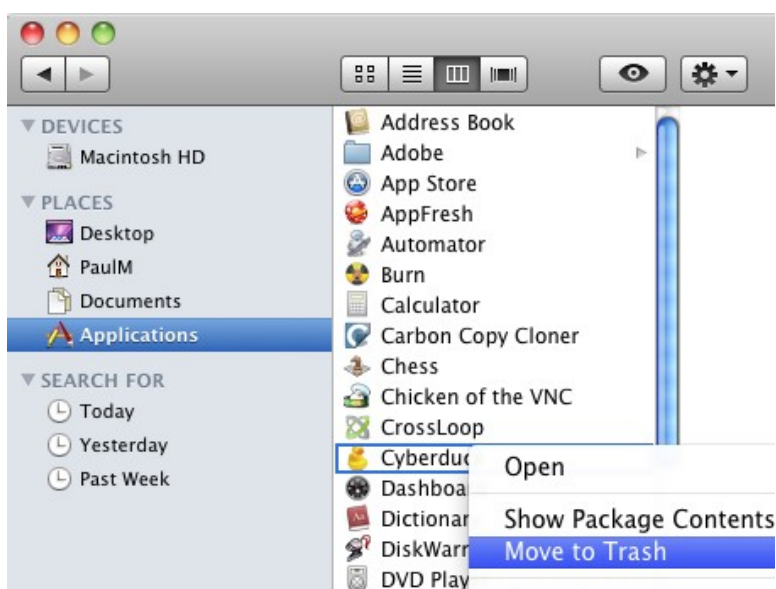 DEVICES
Macintosh HD
PLACES
Desktop
PaulM
Documents
Applications
SEARCH FOR
Today
Yesterday
Past Week
Address Book
Adobe
App Store
AppFresh
Automator
Burn
Calculator
Carbon Copy Cloner
Chess
Chicken of the VNC
CrossLoop
Cyberduc
Dashboa
Dictionar
DiskWarr
DVD Play
Open
Show Package Contents
Move to Trash